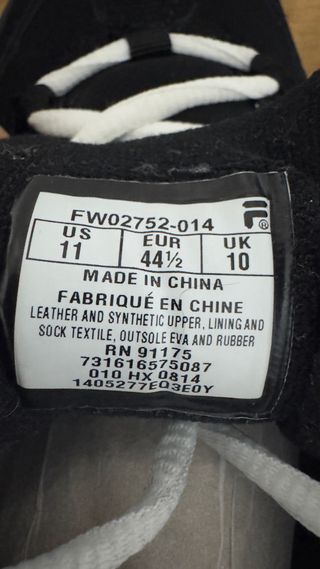 FW02752-014
US EUR UK
11 44½ 10
MADE IN CHINA
FABRIQUÉ EN CHINE
LEATHER AND SYNTHETIC UPPER, LINING AND
SOCK TEXTILE, OUTSOLE EVA AND RUBBER
RN 91175
731616575087
010 HX 0814
1405277EQ3E0Y
F®